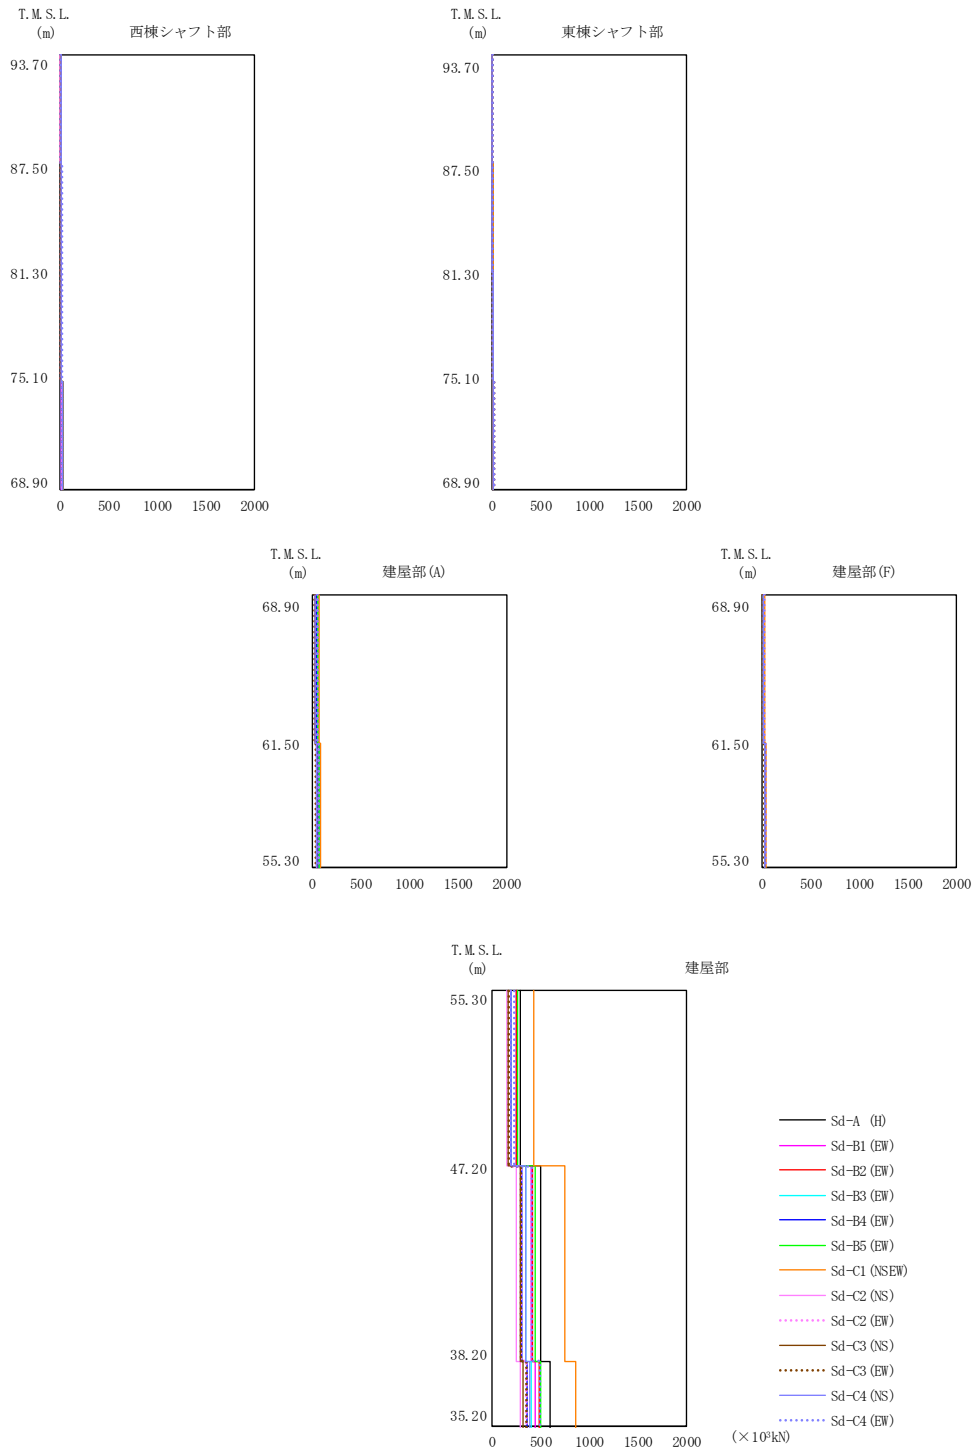 T.M.S.L.
(m)
西棟シャフト部
93.70
87.50
81.30
75.10
68.90
0 500 1000 1500 2000
T.M.S.L.
(m)
東棟シャフト部
93.70
87.50
81.30
75.10
68.90
0 500 1000 1500 2000
T.M.S.L.
(m)
建屋部(A)
68.90
61.50
55.30
0 500 1000 1500 2000
T.M.S.L.
(m)
建屋部(F)
68.90
61.50
55.30
0 500 1000 1500 2000
T.M.S.L.
(m)
建屋部
55.30
47.20
38.20
35.20
0 500 1000 1500 2000
(×10³kN)
Sd-A (H)
Sd-B1(EW)
Sd-B2(EW)
Sd-B3(EW)
Sd-B4(EW)
Sd-B5(EW)
Sd-C1(NSEW)
Sd-C2(NS)
Sd-C2(EW)
Sd-C3(NS)
Sd-C3(EW)
Sd-C4(NS)
Sd-C4(EW)